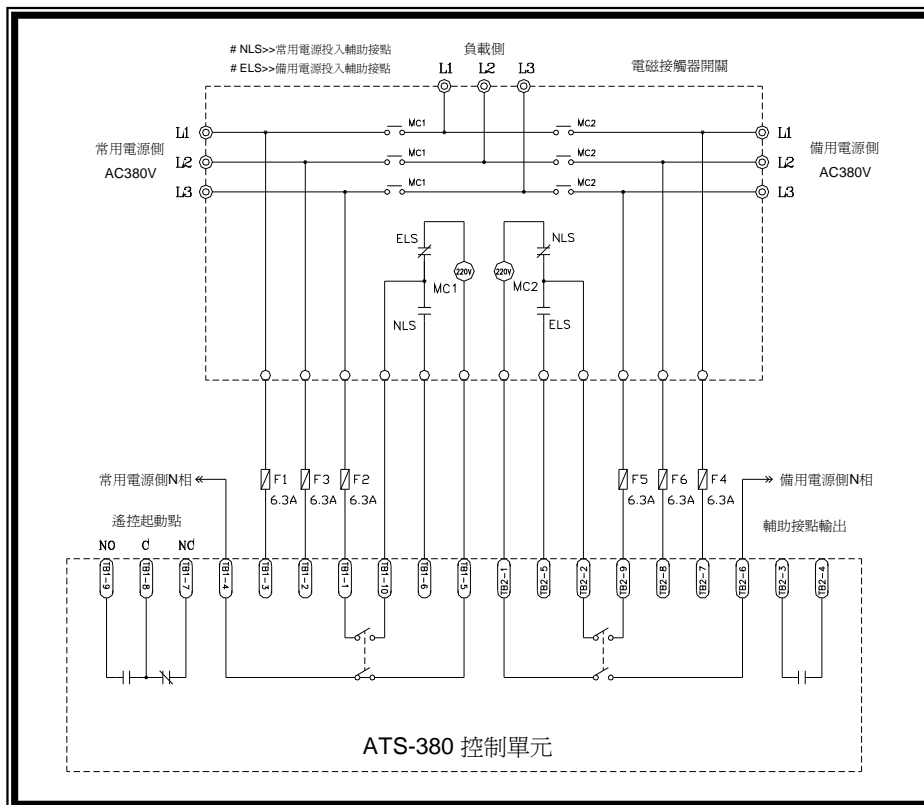 # NLS>>常用電源投入輔助接點
# ELS>>備用電源投入輔助接點
負載側
L1 L2 L3
電磁接觸器開關
常用電源側
AC380V
L1 MC1 MC2 L1
L2 MC1 MC2 L2
L3 MC1 MC2 L3
備用電源側
AC380V
ELS NLS
220V 220V
MC1 MC2
NLS ELS
F1 F3 F2 F5 F6 F4
6.3A 6.3A 6.3A 6.3A 6.3A 6.3A
常用電源側N相
備用電源側N相
遙控起動點
輔助接點輸出
NO C NC
TB1-9 TB1-8 TB1-7 TB1-4 TB1-3 TB1-2 TB1-1 TB1-10 TB1-6 TB1-5 TB2-1 TB2-5 TB2-2 TB2-9 TB2-8 TB2-7 TB2-6 TB2-3 TB2-4
ATS-380 控制單元